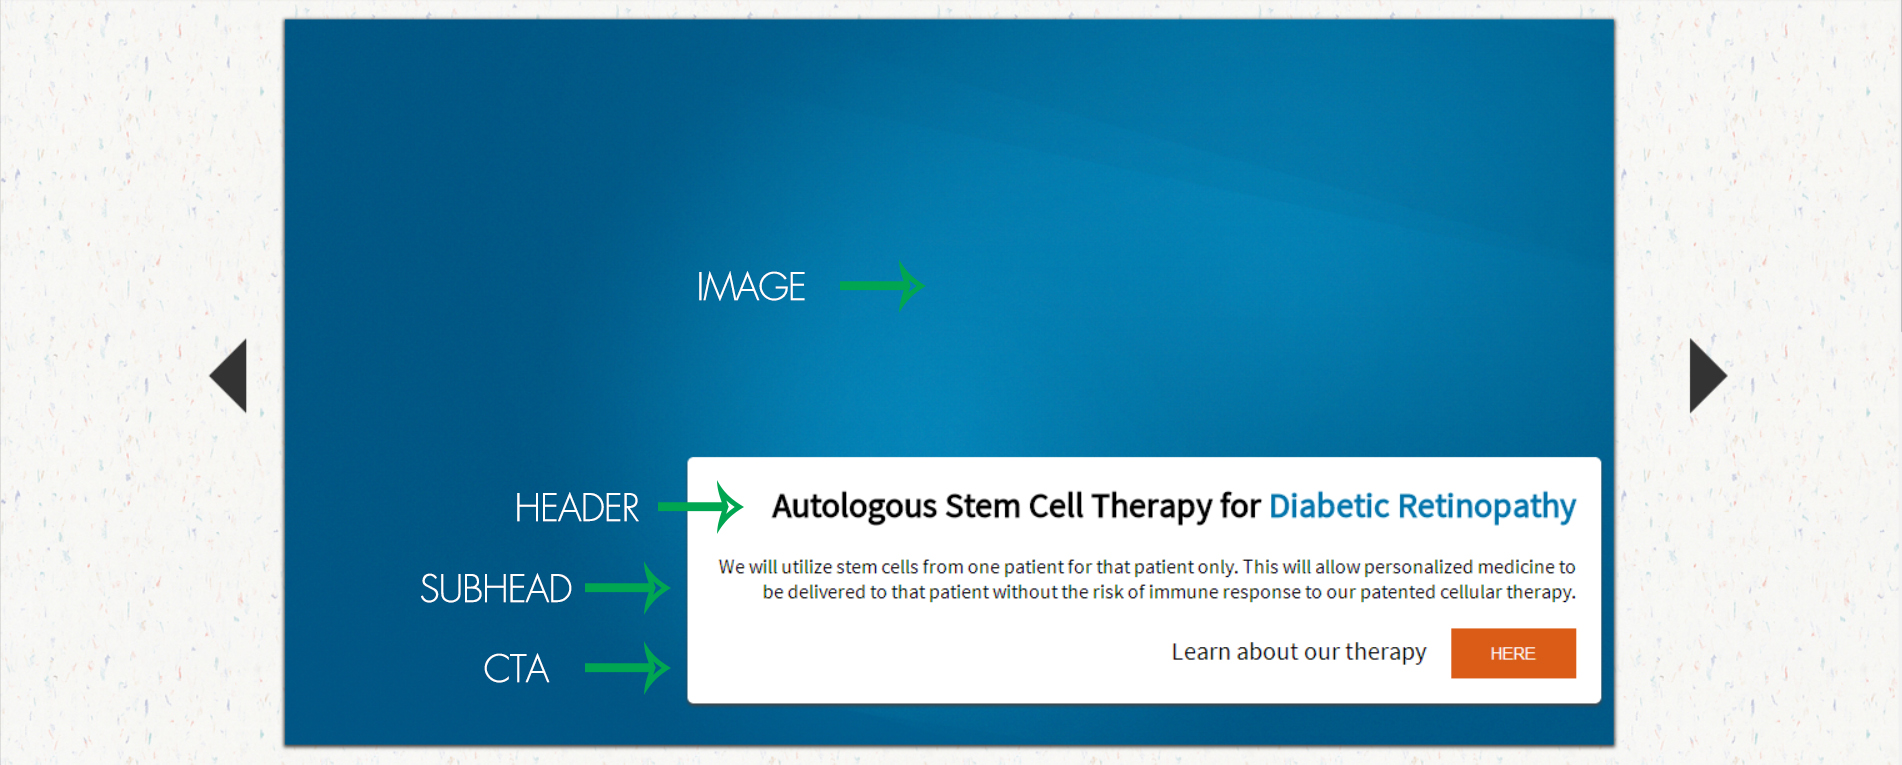 IMAGE
HEADER
Autologous Stem Cell Therapy for Diabetic Retinopathy
SUBHEAD
We will utilize stem cells from one patient for that patient only. This will allow personalized medicine to
be delivered to that patient without the risk of immune response to our patented cellular therapy.
CTA
Learn about our therapy HERE